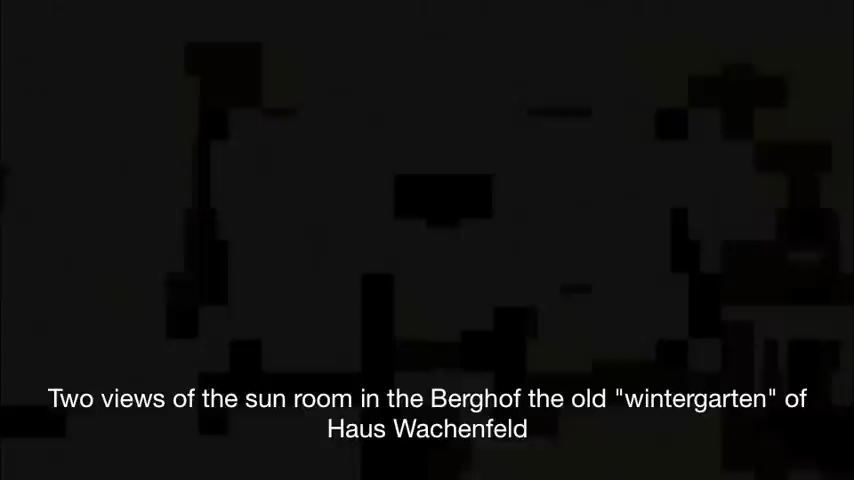 Two views of the sun room in the Berghof the old "wintergarten" of
Haus Wachenfeld